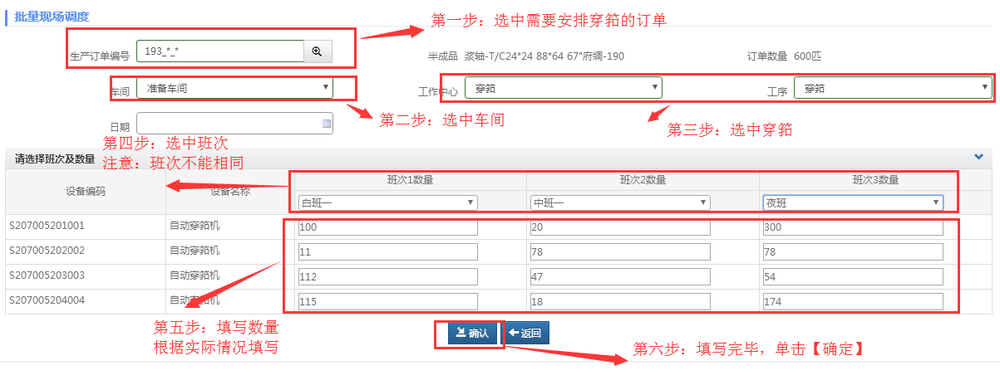 批量现场调度
第一步：选中需要安排穿筘的订单
生产订单编号 193_*_* 半成品 浆轴-T/C24*24 88*64 67"府绸-190 订单数量 600匹
车间 准备车间 工作中心 穿筘 工序 穿筘
第二步：选中车间
第三步：选中穿筘
日期
第四步：选中班次
注意：班次不能相同
请选择班次及数量
设备编码 设备名称 班次1数量 班次2数量 班次3数量
白班一 中班一 夜班
S207005201001 自动穿筘机 100 20 300
S207005202002 自动穿筘机 11 78 78
S207005203003 自动穿筘机 112 47 54
S207005204004 自动穿筘机 115 18 174
第五步：填写数量
根据实际情况填写
确认 返回
第六步：填写完毕，单击【确定】